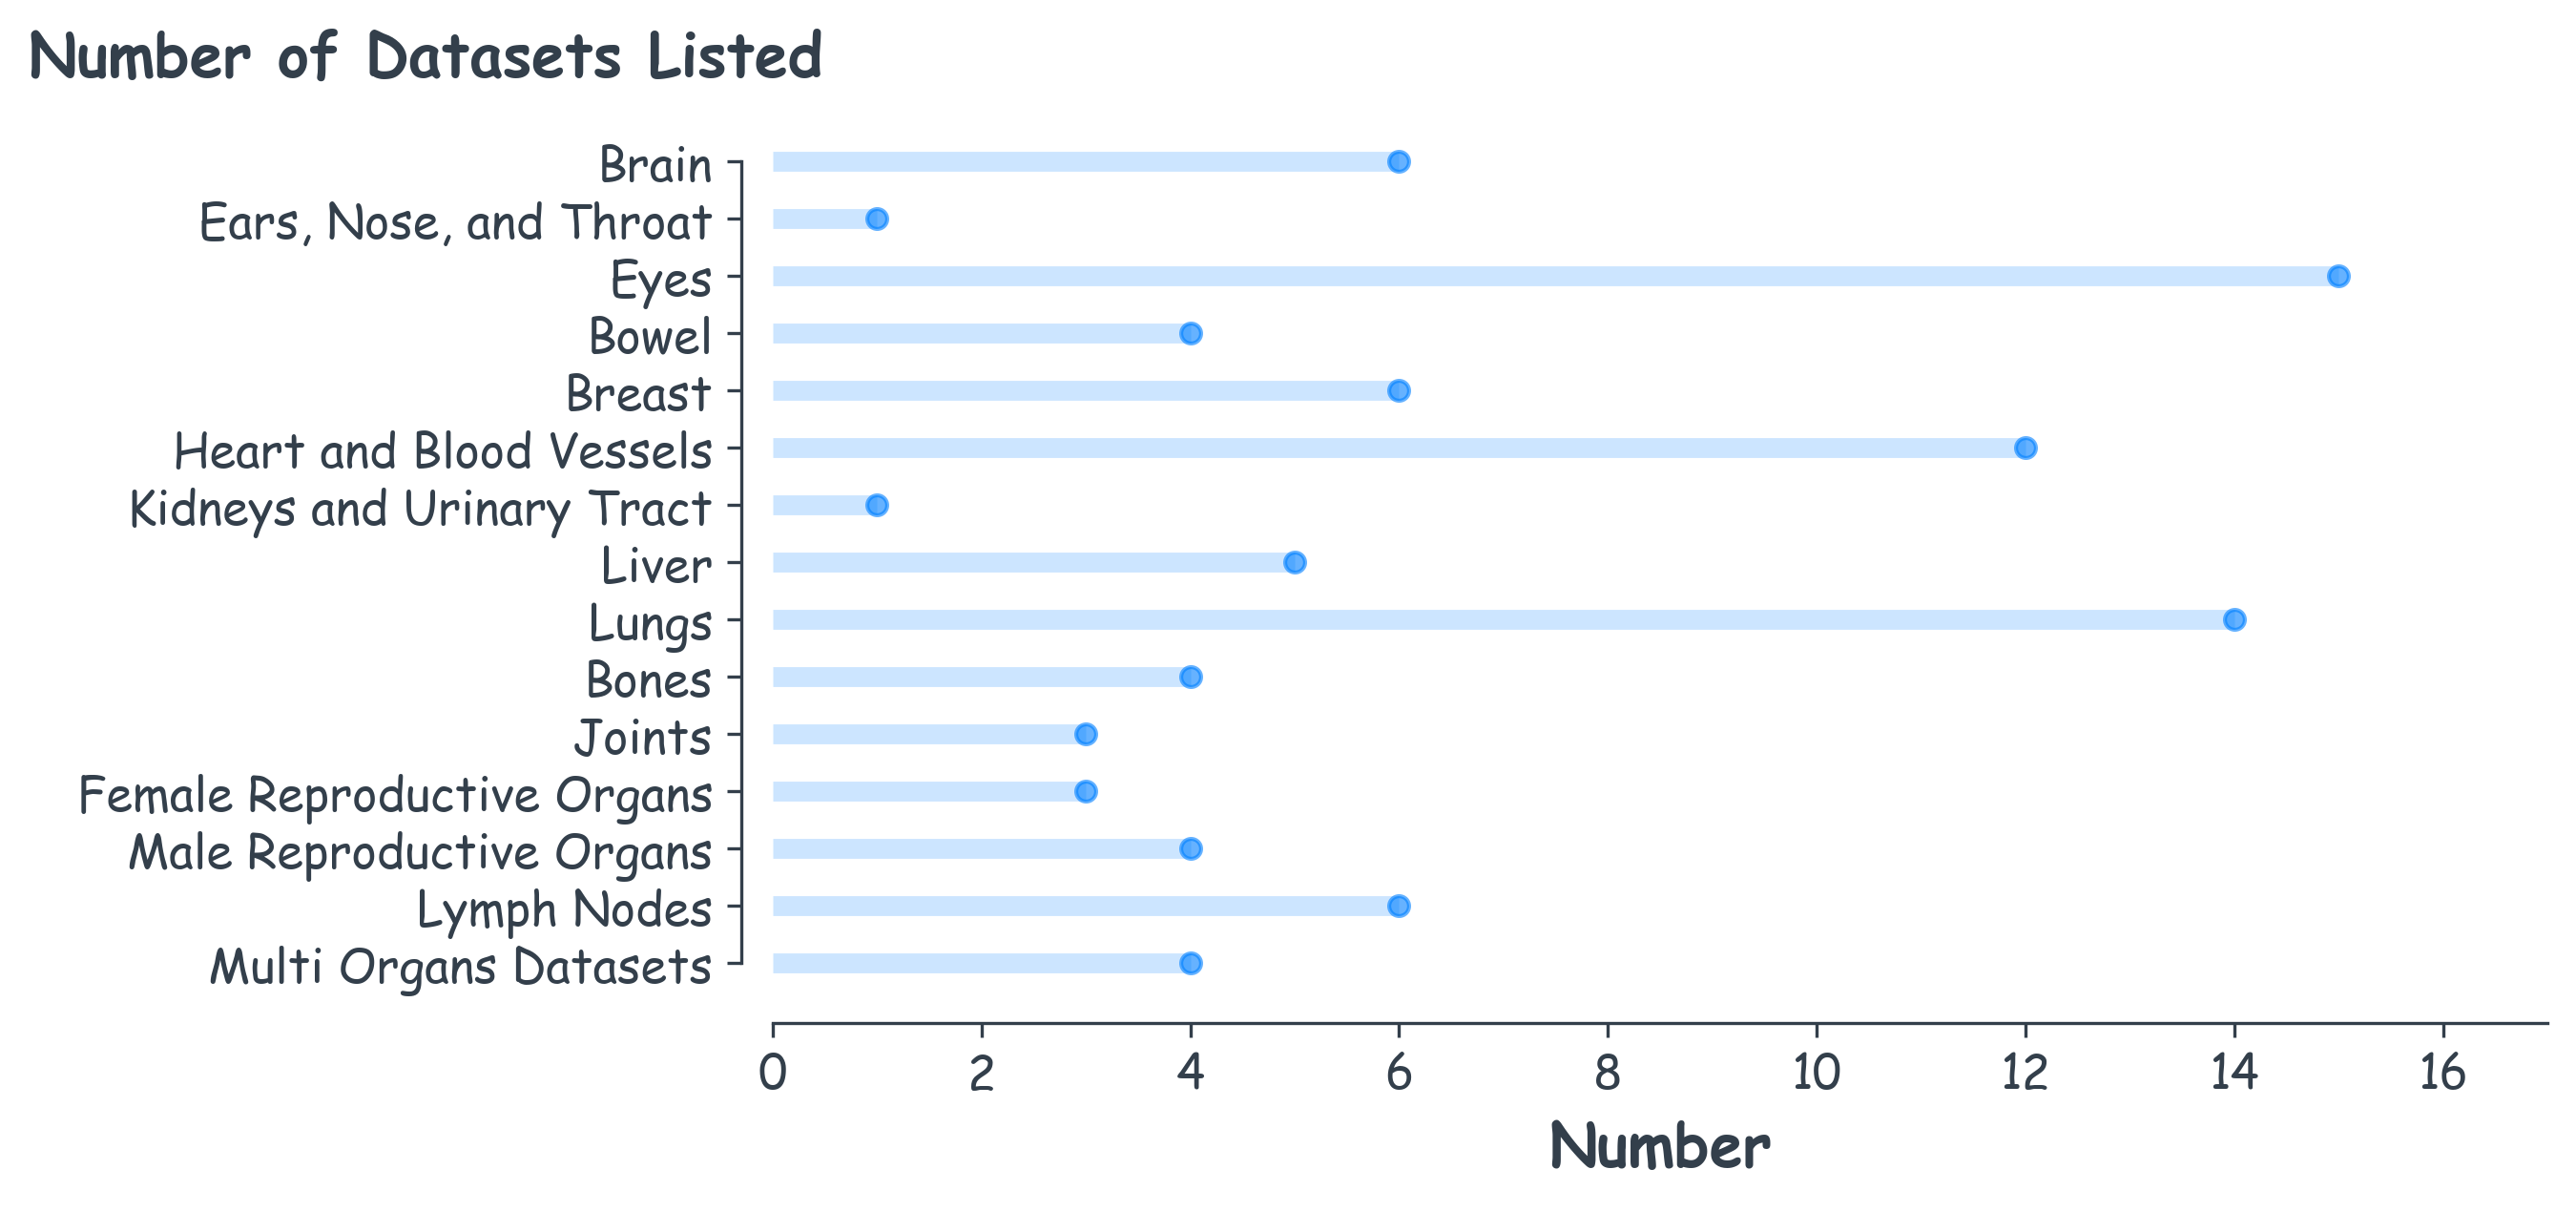 Number of Datasets Listed
Brain
Ears, Nose, and Throat
Eyes
Bowel
Breast
Heart and Blood Vessels
Kidneys and Urinary Tract
Liver
Lungs
Bones
Joints
Female Reproductive Organs
Male Reproductive Organs
Lymph Nodes
Multi Organs Datasets
0 2 4 6 8 10 12 14 16
Number